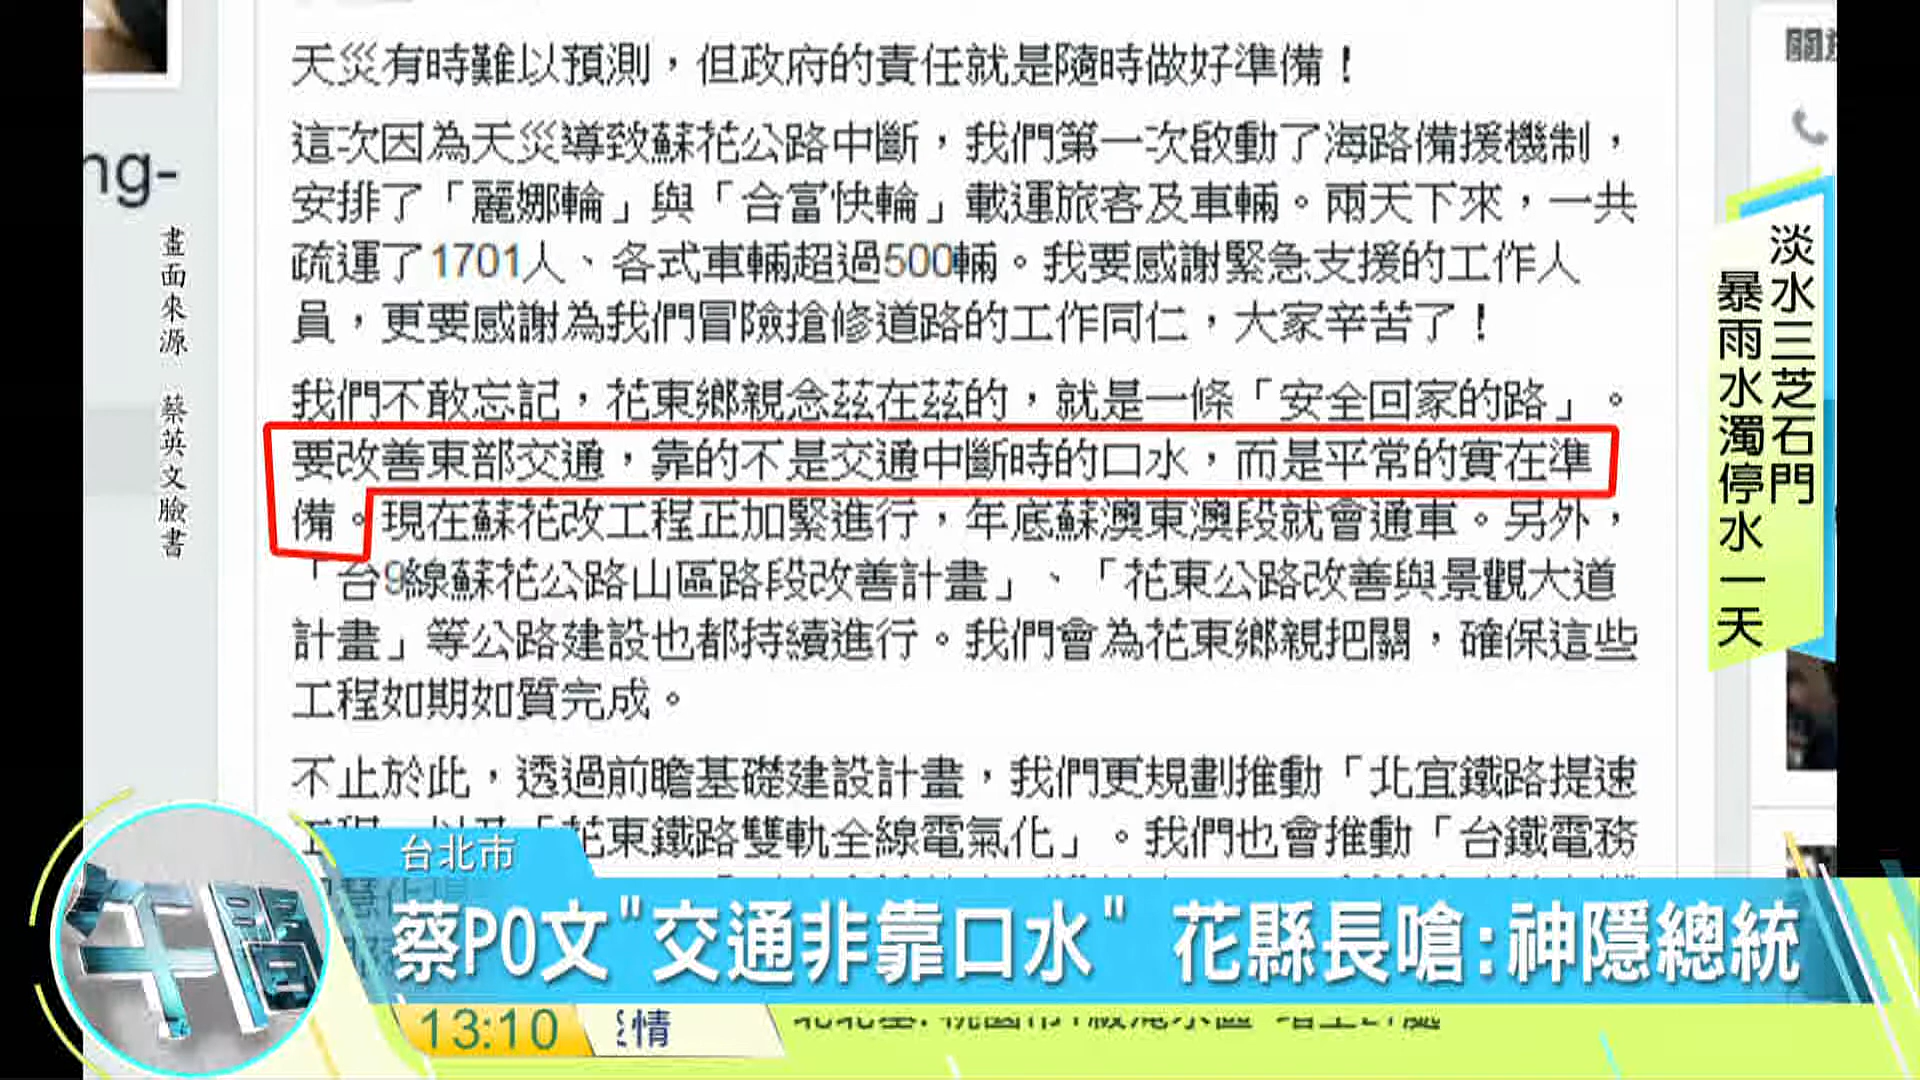 天災有時難以預測，但政府的責任就是隨時做好準備！
這次因為天災導致蘇花公路中斷，我們第一次啟動了海路備援機制，
安排了「麗娜輪」與「合富快輪」載運旅客及車輛。兩天下來，一共
疏運了1701人、各式車輛超過500輛。我要感謝緊急支援的工作人
員，更要感謝為我們冒險搶修道路的工作同仁，大家辛苦了！
我們不敢忘記，花東鄉親念茲在茲的，就是一條「安全回家的路」。
要改善東部交通，靠的不是交通中斷時的口水，而是平常的實在準
備。現在蘇花改工程正加緊進行，年底蘇澳東澳段就會通車。另外，
「台9線蘇花公路山區路段改善計畫」、「花東公路改善與景觀大道
計畫」等公路建設也都持續進行。我們會為花東鄉親把關，確保這些
工程如期如質完成。
不止於此，透過前瞻基礎建設計畫，我們更規劃推動「北宜鐵路提速
花東鐵路雙軌全線電氣化」。我們也會推動「台鐵電務
ng-
畫面來源 蔡英文臉書
關於
淡水三芝石門
暴雨水濁停水一天
午間
台北市
蔡PO文"交通非靠口水" 花縣長嗆:神隱總統
13:10
情